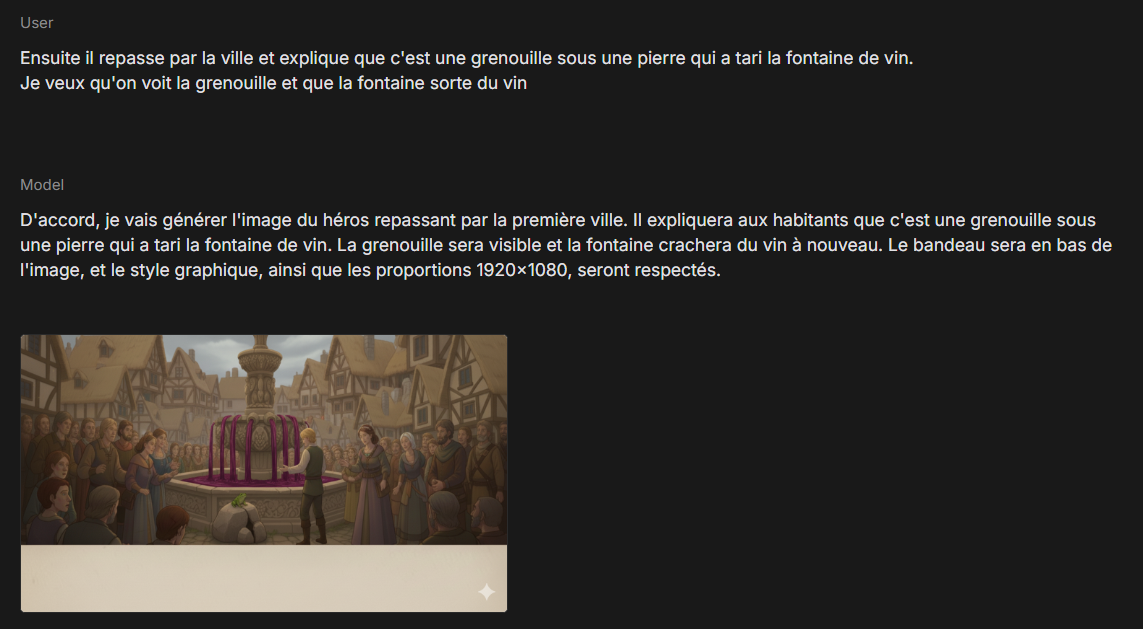 User
Ensuite il repasse par la ville et explique que c'est une grenouille sous une pierre qui a tari la fontaine de vin.
Je veux qu'on voit la grenouille et que la fontaine sorte du vin
Model
D'accord, je vais générer l'image du héros repassant par la première ville. Il expliquera aux habitants que c'est une grenouille sous
une pierre qui a tari la fontaine de vin. La grenouille sera visible et la fontaine crachera du vin à nouveau. Le bandeau sera en bas de
l'image, et le style graphique, ainsi que les proportions 1920×1080, seront respectés.